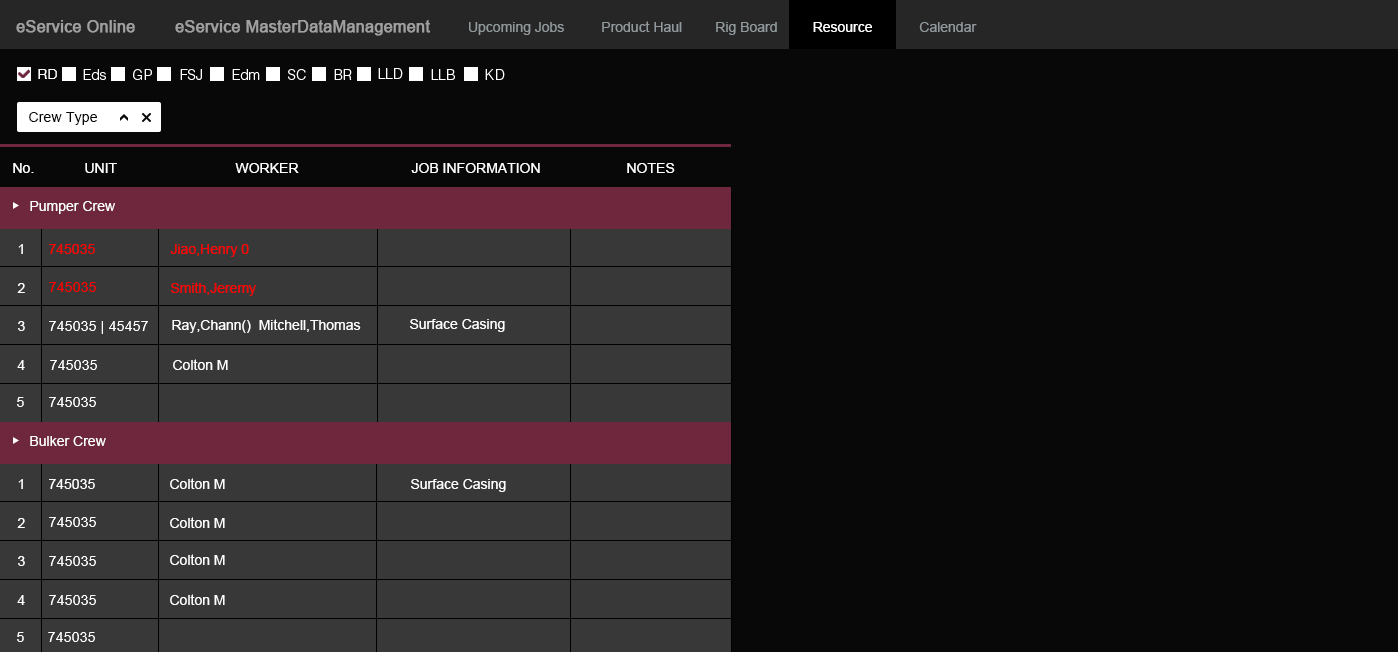 eService Online eService MasterDataManagement Upcoming Jobs Product Haul Rig Board Resource Calendar
RD Eds GP FSJ Edm SC BR LLD LLB KD
Crew Type
No. UNIT WORKER JOB INFORMATION NOTES
Pumper Crew
1 745035 Jiao,Henry 0
2 745035 Smith,Jeremy
3 745035 | 45457 Ray,Chann() Mitchell,Thomas Surface Casing
4 745035 Colton M
5 745035
Bulker Crew
1 745035 Colton M Surface Casing
2 745035 Colton M
3 745035 Colton M
4 745035 Colton M
5 745035